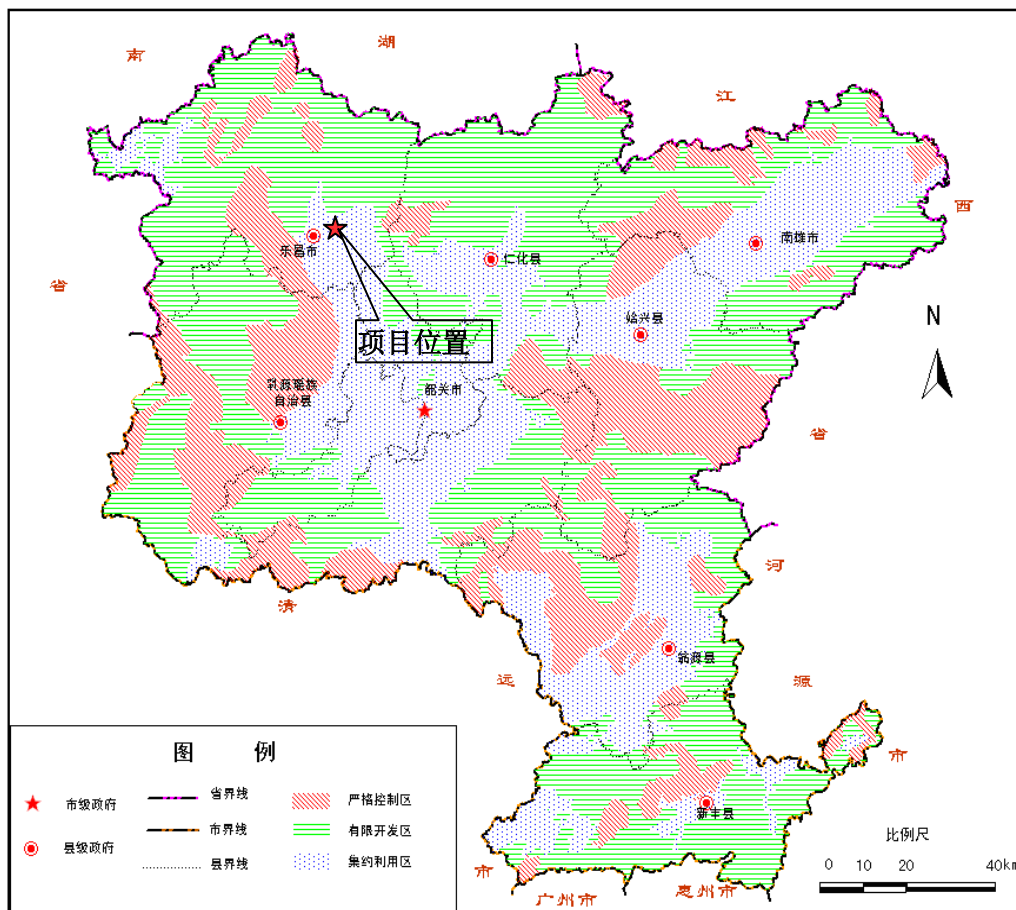 湖
南
江
西
省
乐昌市
仁化县
南雄市
始兴县
N
项目位置
乳源瑶族
自治县
韶关市
省
清
河
远
翁源县
源
市
新丰县
市
广州市
惠州市
图 例
市级政府
省界线
严格控制区
市界线
有限开发区
县级政府
县界线
集约利用区
比例尺
0 10 20 40km